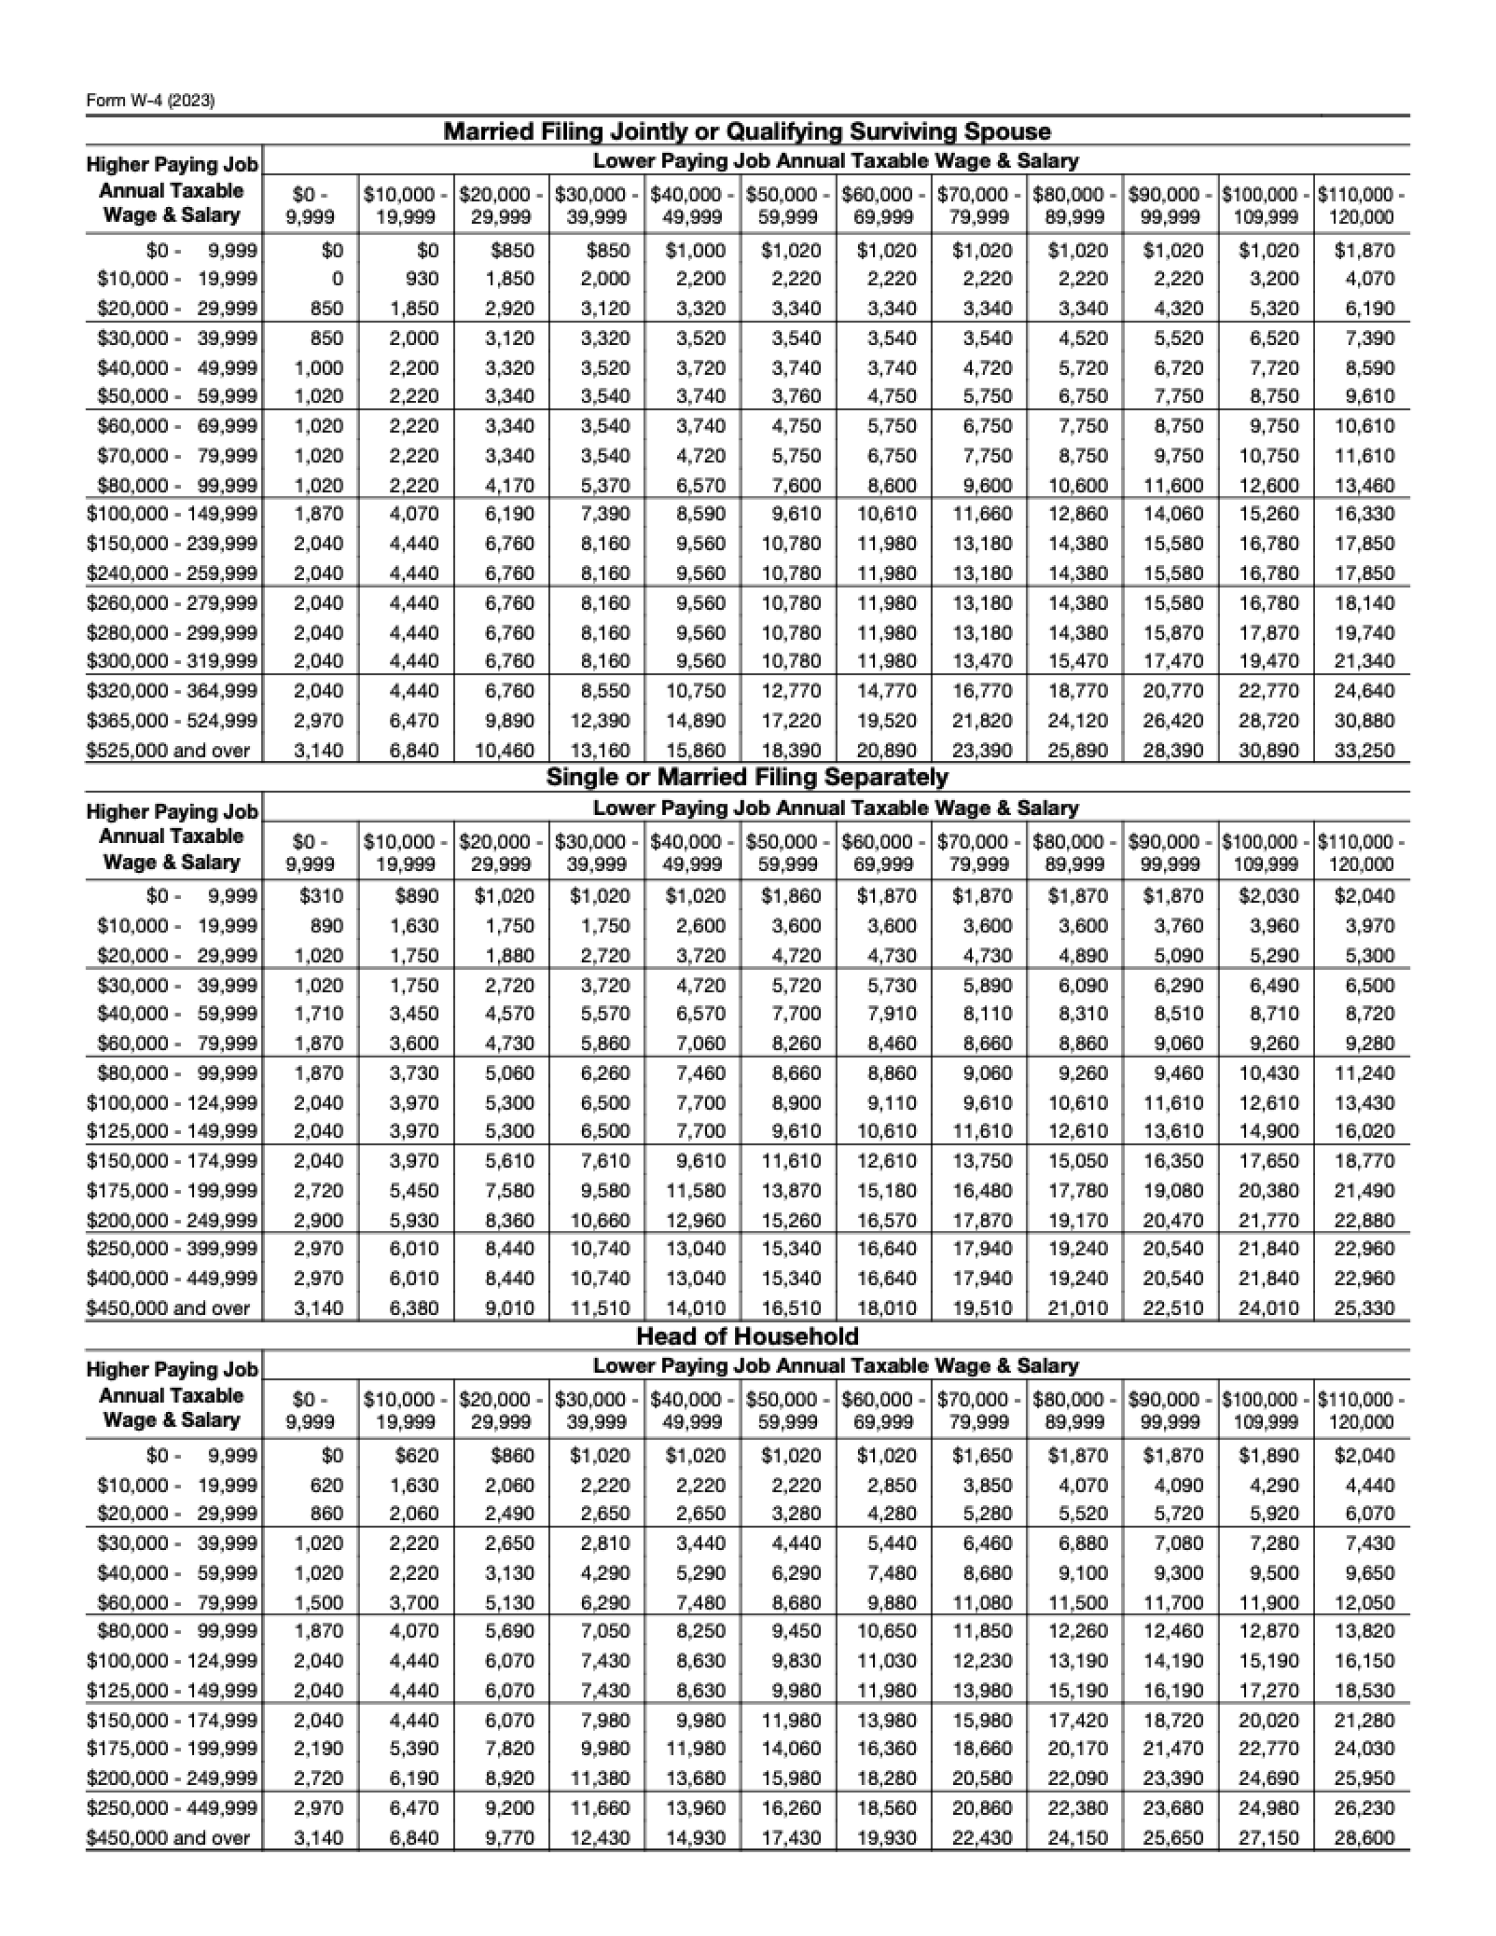 Form W-4 (2023)
Married Filing Jointly or Qualifying Surviving Spouse
Higher Paying Job Lower Paying Job Annual Taxable Wage & Salary
Annual Taxable $0 - $10,000 - $20,000 - $30,000 - $40,000 - $50,000 - $60,000 - $70,000 - $80,000 - $90,000 - $100,000 - $110,000 -
Wage & Salary 9,999 19,999 29,999 39,999 49,999 59,999 69,999 79,999 89,999 99,999 109,999 120,000
$0 - 9,999 $0 $0 $850 $850 $1,000 $1,020 $1,020 $1,020 $1,020 $1,020 $1,020 $1,870
$10,000 - 19,999 0 930 1,850 2,000 2,200 2,220 2,220 2,220 2,220 2,220 3,200 4,070
$20,000 - 29,999 850 1,850 2,920 3,120 3,320 3,340 3,340 3,340 3,340 4,320 5,320 6,190
$30,000 - 39,999 850 2,000 3,120 3,320 3,520 3,540 3,540 3,540 4,520 5,520 6,520 7,390
$40,000 - 49,999 1,000 2,200 3,320 3,520 3,720 3,740 3,740 4,720 5,720 6,720 7,720 8,590
$50,000 - 59,999 1,020 2,220 3,340 3,540 3,740 3,760 4,750 5,750 6,750 7,750 8,750 9,610
$60,000 - 69,999 1,020 2,220 3,340 3,540 3,740 4,750 5,750 6,750 7,750 8,750 9,750 10,610
$70,000 - 79,999 1,020 2,220 3,340 3,540 4,720 5,750 6,750 7,750 8,750 9,750 10,750 11,610
$80,000 - 99,999 1,020 2,220 4,170 5,370 6,570 7,600 8,600 9,600 10,600 11,600 12,600 13,460
$100,000 - 149,999 1,870 4,070 6,190 7,390 8,590 9,610 10,610 11,660 12,860 14,060 15,260 16,330
$150,000 - 239,999 2,040 4,440 6,760 8,160 9,560 10,780 11,980 13,180 14,380 15,580 16,780 17,850
$240,000 - 259,999 2,040 4,440 6,760 8,160 9,560 10,780 11,980 13,180 14,380 15,580 16,780 17,850
$260,000 - 279,999 2,040 4,440 6,760 8,160 9,560 10,780 11,980 13,180 14,380 15,580 16,780 18,140
$280,000 - 299,999 2,040 4,440 6,760 8,160 9,560 10,780 11,980 13,180 14,380 15,870 17,870 19,740
$300,000 - 319,999 2,040 4,440 6,760 8,160 9,560 10,780 11,980 13,470 15,470 17,470 19,470 21,340
$320,000 - 364,999 2,040 4,440 6,760 8,550 10,750 12,770 14,770 16,770 18,770 20,770 22,770 24,640
$365,000 - 524,999 2,970 6,470 9,890 12,390 14,890 17,220 19,520 21,820 24,120 26,420 28,720 30,880
$525,000 and over 3,140 6,840 10,460 13,160 15,860 18,390 20,890 23,390 25,890 28,390 30,890 33,250
Single or Married Filing Separately
Higher Paying Job Lower Paying Job Annual Taxable Wage & Salary
Annual Taxable $0 - $10,000 - $20,000 - $30,000 - $40,000 - $50,000 - $60,000 - $70,000 - $80,000 - $90,000 - $100,000 - $110,000 -
Wage & Salary 9,999 19,999 29,999 39,999 49,999 59,999 69,999 79,999 89,999 99,999 109,999 120,000
$0 - 9,999 $310 $890 $1,020 $1,020 $1,020 $1,860 $1,870 $1,870 $1,870 $1,870 $2,030 $2,040
$10,000 - 19,999 890 1,630 1,750 1,750 2,600 3,600 3,600 3,600 3,600 3,760 3,960 3,970
$20,000 - 29,999 1,020 1,750 1,880 2,720 3,720 4,720 4,730 4,730 4,890 5,090 5,290 5,300
$30,000 - 39,999 1,020 1,750 2,720 3,720 4,720 5,720 5,730 5,890 6,090 6,290 6,490 6,500
$40,000 - 59,999 1,710 3,450 4,570 5,570 6,570 7,700 7,910 8,110 8,310 8,510 8,710 8,720
$60,000 - 79,999 1,870 3,600 4,730 5,860 7,060 8,260 8,460 8,660 8,860 9,060 9,260 9,280
$80,000 - 99,999 1,870 3,730 5,060 6,260 7,460 8,660 8,860 9,060 9,260 9,460 10,430 11,240
$100,000 - 124,999 2,040 3,970 5,300 6,500 7,700 8,900 9,110 9,610 10,610 11,610 12,610 13,430
$125,000 - 149,999 2,040 3,970 5,300 6,500 7,700 9,610 10,610 11,610 12,610 13,610 14,900 16,020
$150,000 - 174,999 2,040 3,970 5,610 7,610 9,610 11,610 12,610 13,750 15,050 16,350 17,650 18,770
$175,000 - 199,999 2,720 5,450 7,580 9,580 11,580 13,870 15,180 16,480 17,780 19,080 20,380 21,490
$200,000 - 249,999 2,900 5,930 8,360 10,660 12,960 15,260 16,570 17,870 19,170 20,470 21,770 22,880
$250,000 - 399,999 2,970 6,010 8,440 10,740 13,040 15,340 16,640 17,940 19,240 20,540 21,840 22,960
$400,000 - 449,999 2,970 6,010 8,440 10,740 13,040 15,340 16,640 17,940 19,240 20,540 21,840 22,960
$450,000 and over 3,140 6,380 9,010 11,510 14,010 16,510 18,010 19,510 21,010 22,510 24,010 25,330
Head of Household
Higher Paying Job Lower Paying Job Annual Taxable Wage & Salary
Annual Taxable $0 - $10,000 - $20,000 - $30,000 - $40,000 - $50,000 - $60,000 - $70,000 - $80,000 - $90,000 - $100,000 - $110,000 -
Wage & Salary 9,999 19,999 29,999 39,999 49,999 59,999 69,999 79,999 89,999 99,999 109,999 120,000
$0 - 9,999 $0 $620 $860 $1,020 $1,020 $1,020 $1,020 $1,650 $1,870 $1,870 $1,890 $2,040
$10,000 - 19,999 620 1,630 2,060 2,220 2,220 2,220 2,850 3,850 4,070 4,090 4,290 4,440
$20,000 - 29,999 860 2,060 2,490 2,650 2,650 3,280 4,280 5,280 5,520 5,720 5,920 6,070
$30,000 - 39,999 1,020 2,220 2,650 2,810 3,440 4,440 5,440 6,460 6,880 7,080 7,280 7,430
$40,000 - 59,999 1,020 2,220 3,130 4,290 5,290 6,290 7,480 8,680 9,100 9,300 9,500 9,650
$60,000 - 79,999 1,500 3,700 5,130 6,290 7,480 8,680 9,880 11,080 11,500 11,700 11,900 12,050
$80,000 - 99,999 1,870 4,070 5,690 7,050 8,250 9,450 10,650 11,850 12,260 12,460 12,870 13,820
$100,000 - 124,999 2,040 4,440 6,070 7,430 8,630 9,830 11,030 12,230 13,190 14,190 15,190 16,150
$125,000 - 149,999 2,040 4,440 6,070 7,430 8,630 9,980 11,980 13,980 15,190 16,190 17,270 18,530
$150,000 - 174,999 2,040 4,440 6,070 7,980 9,980 11,980 13,980 15,980 17,420 18,720 20,020 21,280
$175,000 - 199,999 2,190 5,390 7,820 9,980 11,980 14,060 16,360 18,660 20,170 21,470 22,770 24,030
$200,000 - 249,999 2,720 6,190 8,920 11,380 13,680 15,980 18,280 20,580 22,090 23,390 24,690 25,950
$250,000 - 449,999 2,970 6,470 9,200 11,660 13,960 16,260 18,560 20,860 22,380 23,680 24,980 26,230
$450,000 and over 3,140 6,840 9,770 12,430 14,930 17,430 19,930 22,430 24,150 25,650 27,150 28,600